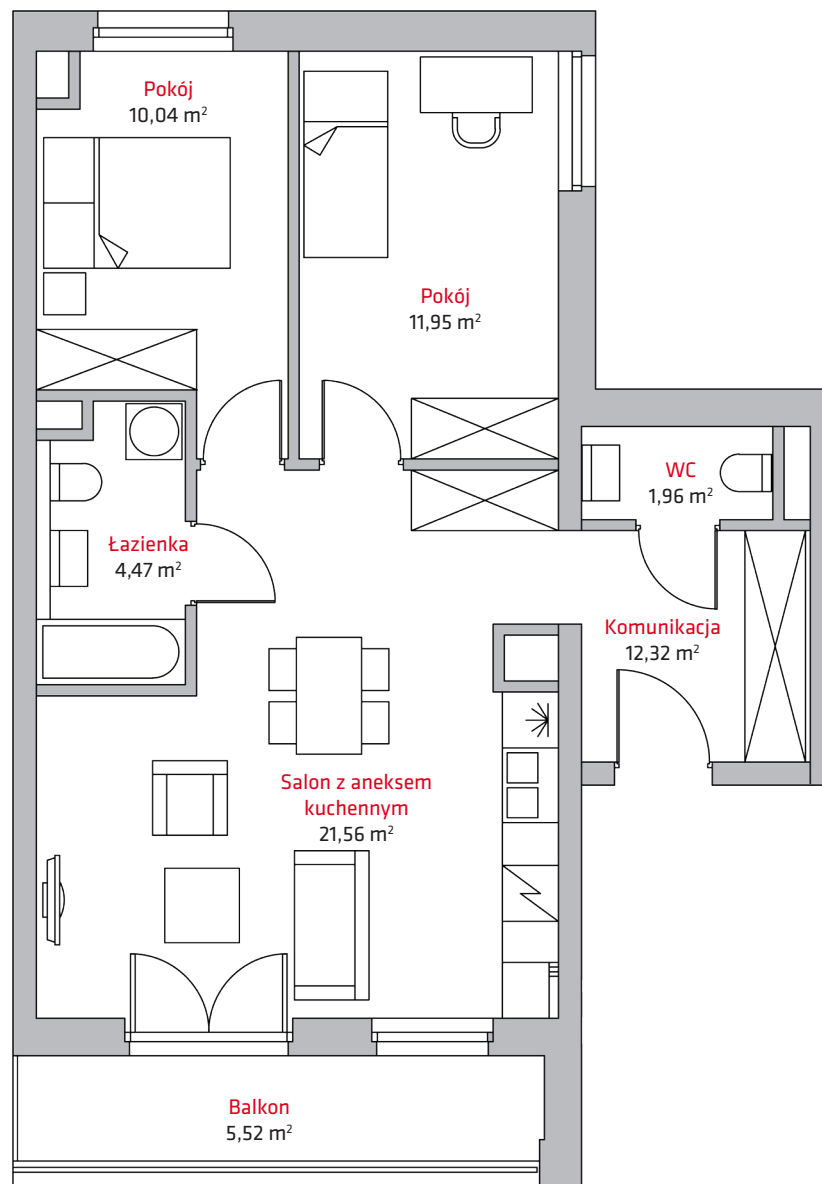 Pokój
10,04 m²
Pokój
11,95 m²
WC
1,96 m²
Łazienka
4,47 m²
Komunikacja
12,32 m²
Salon z aneksem
kuchennym
21,56 m²
Balkon
5,52 m²